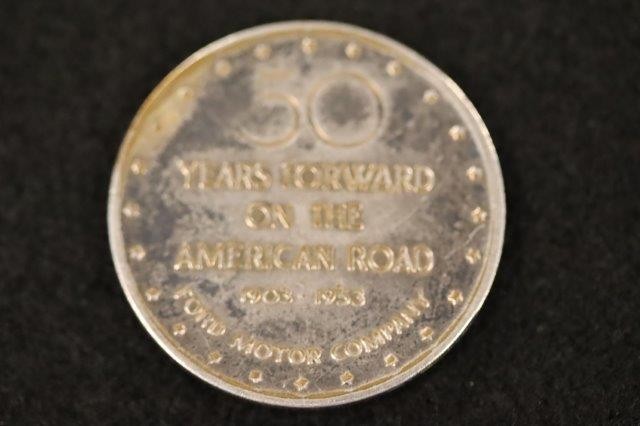 50
YEARS FORWARD
ON THE
AMERICAN ROAD
1903 · 1953
FORD MOTOR COMPANY